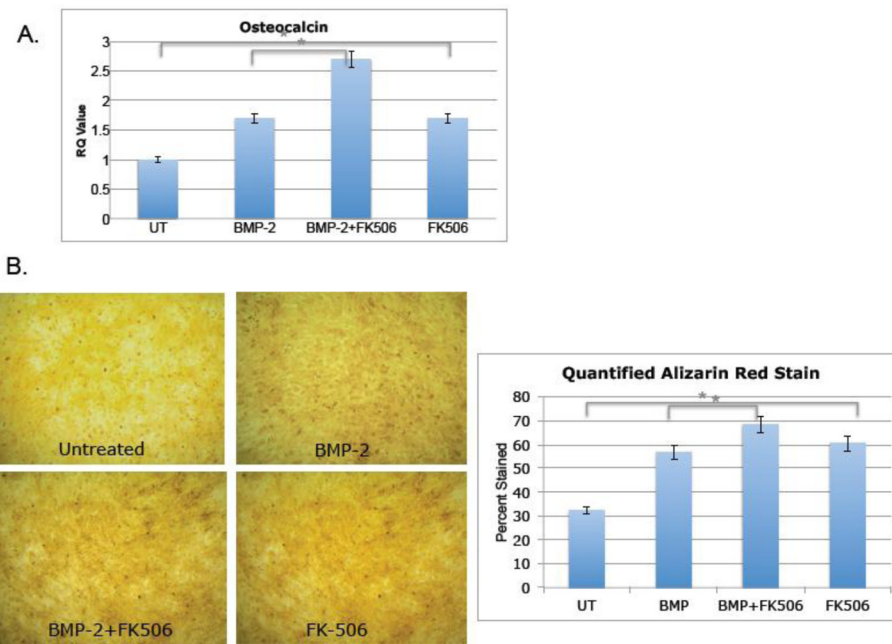 A.
Osteocalcin
* *
RQ Value
3
2.5
2
1.5
1
0.5
0
UT BMP-2 BMP-2+FK506 FK506
B.
Untreated
BMP-2
BMP-2+FK506
FK-506
Quantified Alizarin Red Stain
* *
Percent Stained
80
70
60
50
40
30
20
10
0
UT BMP BMP+FK506 FK506